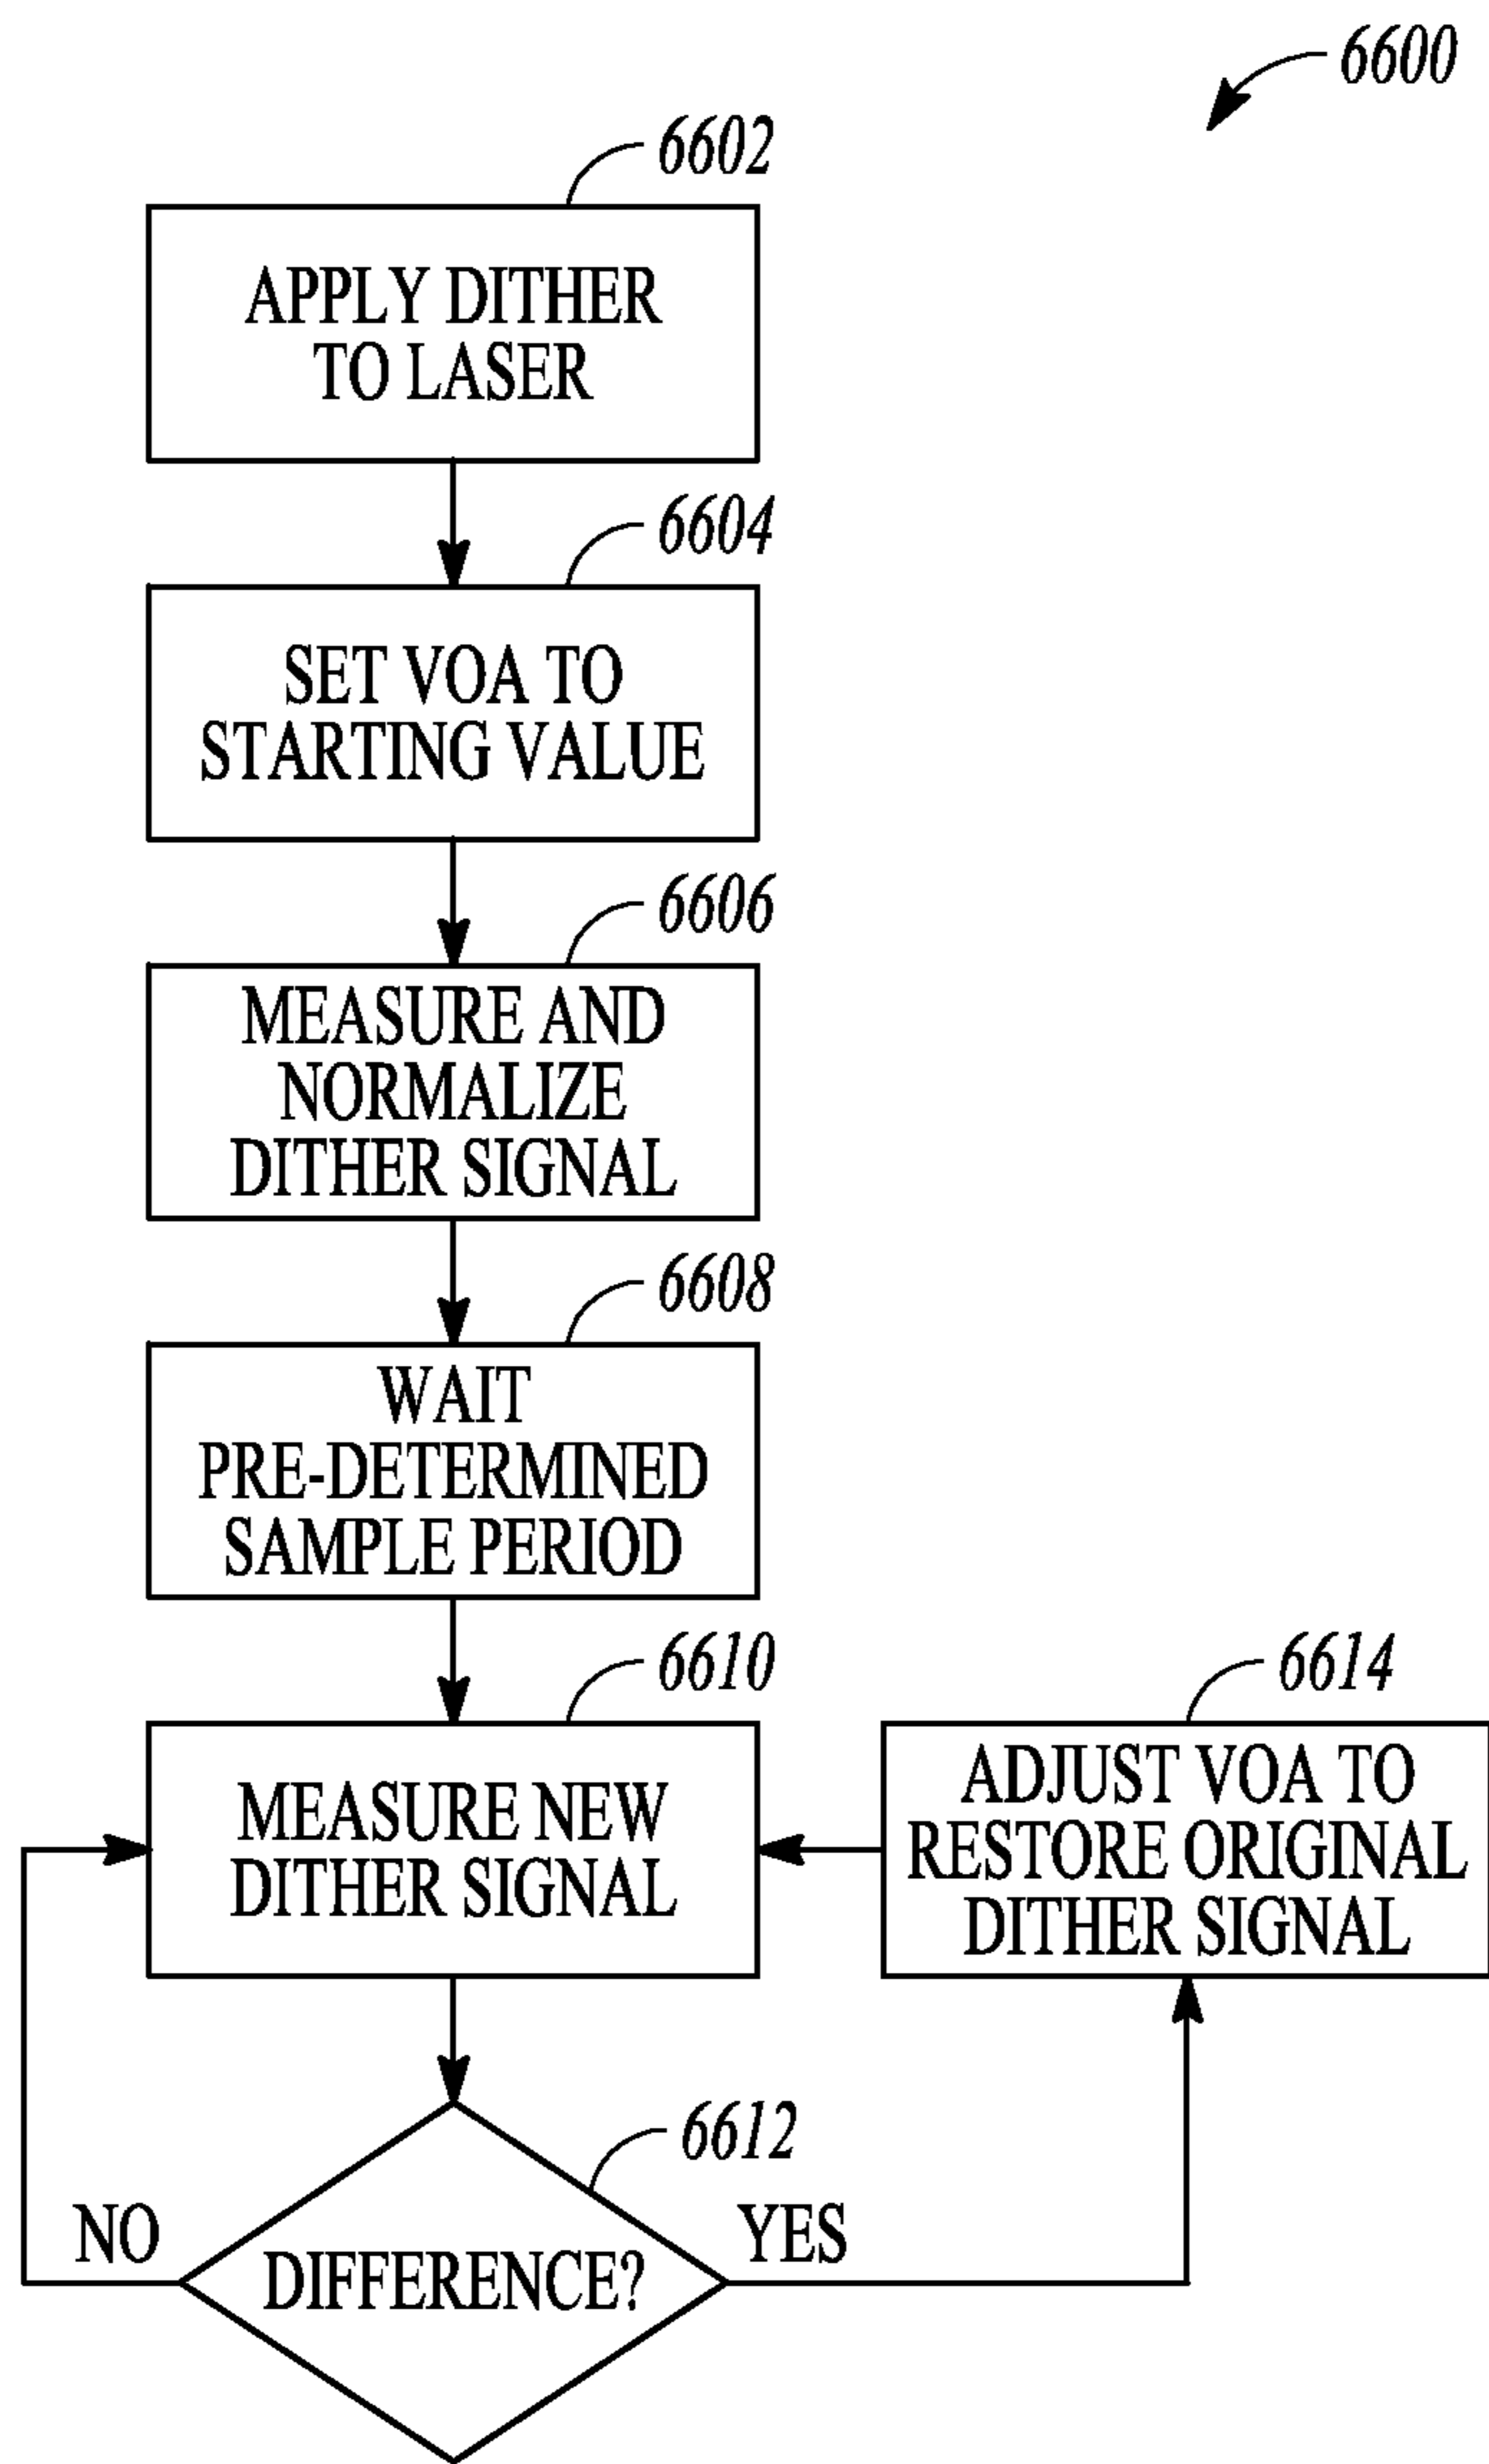 6600
6602
APPLY DITHER
TO LASER
6604
SET VOA TO
STARTING VALUE
6606
MEASURE AND
NORMALIZE
DITHER SIGNAL
6608
WAIT
PRE-DETERMINED
SAMPLE PERIOD
6610
MEASURE NEW
DITHER SIGNAL
6614
ADJUST VOA TO
RESTORE ORIGINAL
DITHER SIGNAL
6612
NO
DIFFERENCE?
YES